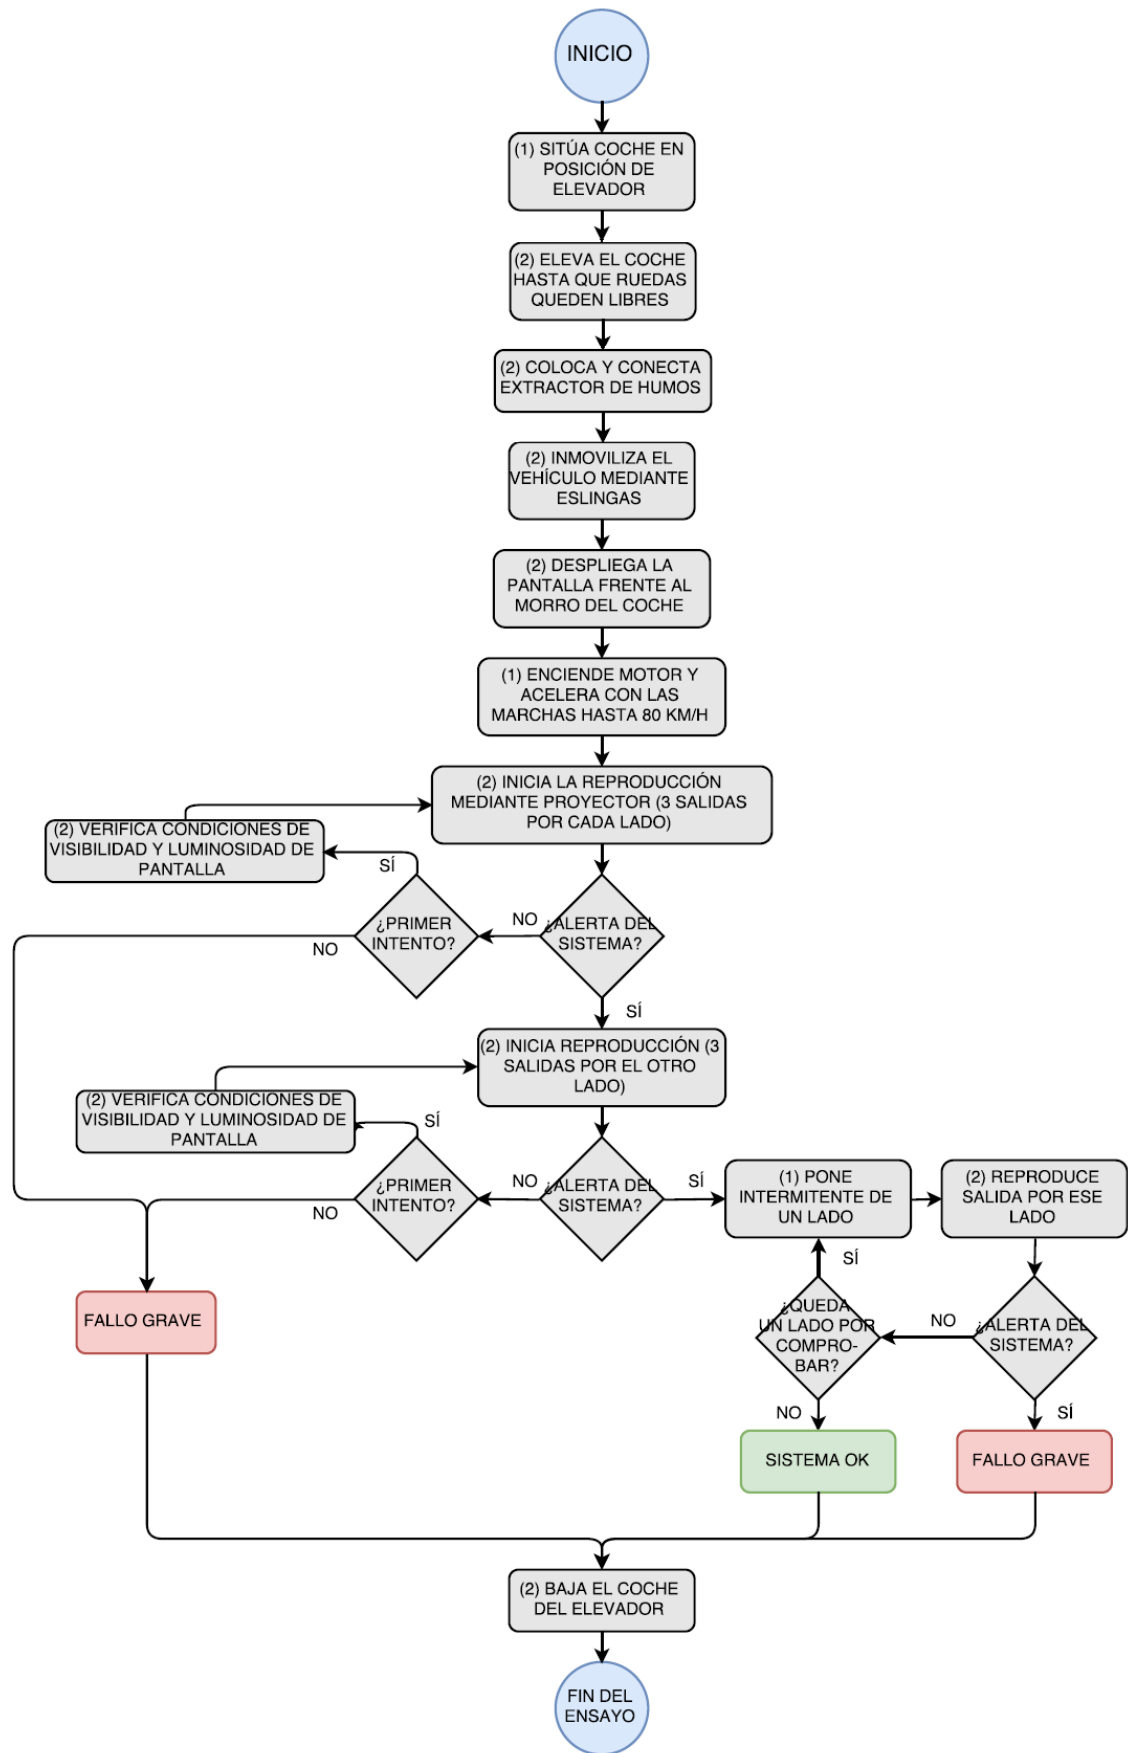 INICIO
(1) SITÚA COCHE EN
POSICIÓN DE
ELEVADOR
(2) ELEVA EL COCHE
HASTA QUE RUEDAS
QUEDEN LIBRES
(2) COLOCA Y CONECTA
EXTRACTOR DE HUMOS
(2) INMOVILIZA EL
VEHÍCULO MEDIANTE
ESLINGAS
(2) DESPLIEGA LA
PANTALLA FRENTE AL
MORRO DEL COCHE
(1) ENCIENDE MOTOR Y
ACELERA CON LAS
MARCHAS HASTA 80 KM/H
(2) INICIA LA REPRODUCCIÓN
MEDIANTE PROYECTOR (3 SALIDAS
POR CADA LADO)
(2) VERIFICA CONDICIONES DE
VISIBILIDAD Y LUMINOSIDAD DE
PANTALLA
SÍ
¿PRIMER
INTENTO?
NO
NO
¿ALERTA DEL
SISTEMA?
SÍ
(2) INICIA REPRODUCCIÓN (3
SALIDAS POR EL OTRO
LADO)
(2) VERIFICA CONDICIONES DE
VISIBILIDAD Y LUMINOSIDAD DE
PANTALLA
SÍ
¿PRIMER
INTENTO?
NO
NO
¿ALERTA DEL
SISTEMA?
SÍ
(1) PONE
INTERMITENTE DE
UN LADO
(2) REPRODUCE
SALIDA POR ESE
LADO
SÍ
¿QUEDA
UN LADO POR
COMPRO-
BAR?
NO
¿ALERTA DEL
SISTEMA?
NO
SÍ
FALLO GRAVE
SISTEMA OK
FALLO GRAVE
(2) BAJA EL COCHE
DEL ELEVADOR
FIN DEL
ENSAYO